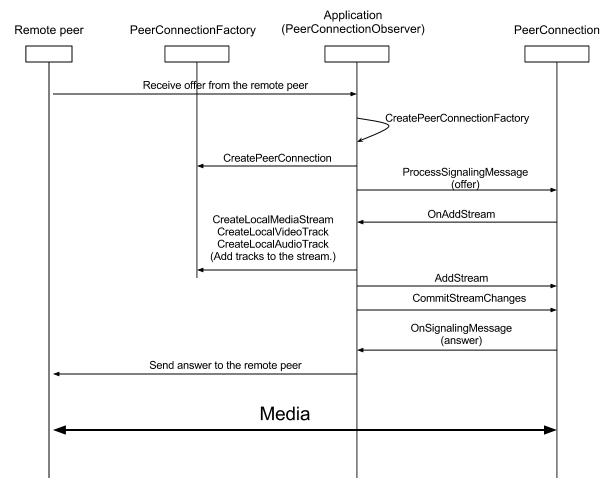 Remote peer
PeerConnectionFactory
Application
(PeerConnectionObserver)
PeerConnection
Receive offer from the remote peer
CreatePeerConnectionFactory
CreatePeerConnection
ProcessSignalingMessage
(offer)
OnAddStream
CreateLocalMediaStream
CreateLocalVideoTrack
CreateLocalAudioTrack
(Add tracks to the stream.)
AddStream
CommitStreamChanges
OnSignalingMessage
(answer)
Send answer to the remote peer
Media